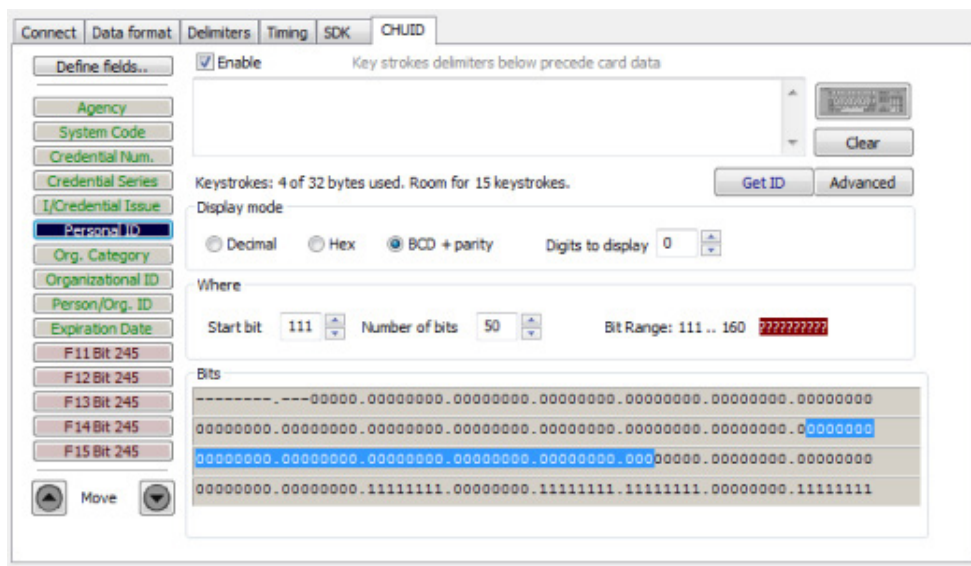 Connect Data format Delimiters Timing SDK CHUID
Define fields..
Enable Key strokes delimiters below precede card data
Agency
System Code
Credential Num.
Clear
Credential Series
Keystrokes: 4 of 32 bytes used. Room for 15 keystrokes. Get ID Advanced
I/Credential Issue
Display mode
Personal ID
Decimal Hex BCD + parity Digits to display 0
Org. Category
Organizational ID
Where
Person/Org. ID
Expiration Date
Start bit 111 Number of bits 50 Bit Range: 111 .. 160 ??????????
F11 Bit 245
F12 Bit 245
Bits
F13 Bit 245
--------.---00000.00000000.00000000.00000000.00000000.00000000.00000000
F14 Bit 245
00000000.00000000.00000000.00000000.00000000.00000000.00000000.00000000
F15 Bit 245
00000000.00000000.00000000.00000000.00000000.00000000.00000000.00000000
Move
00000000.00000000.11111111.00000000.11111111.11111111.00000000.11111111